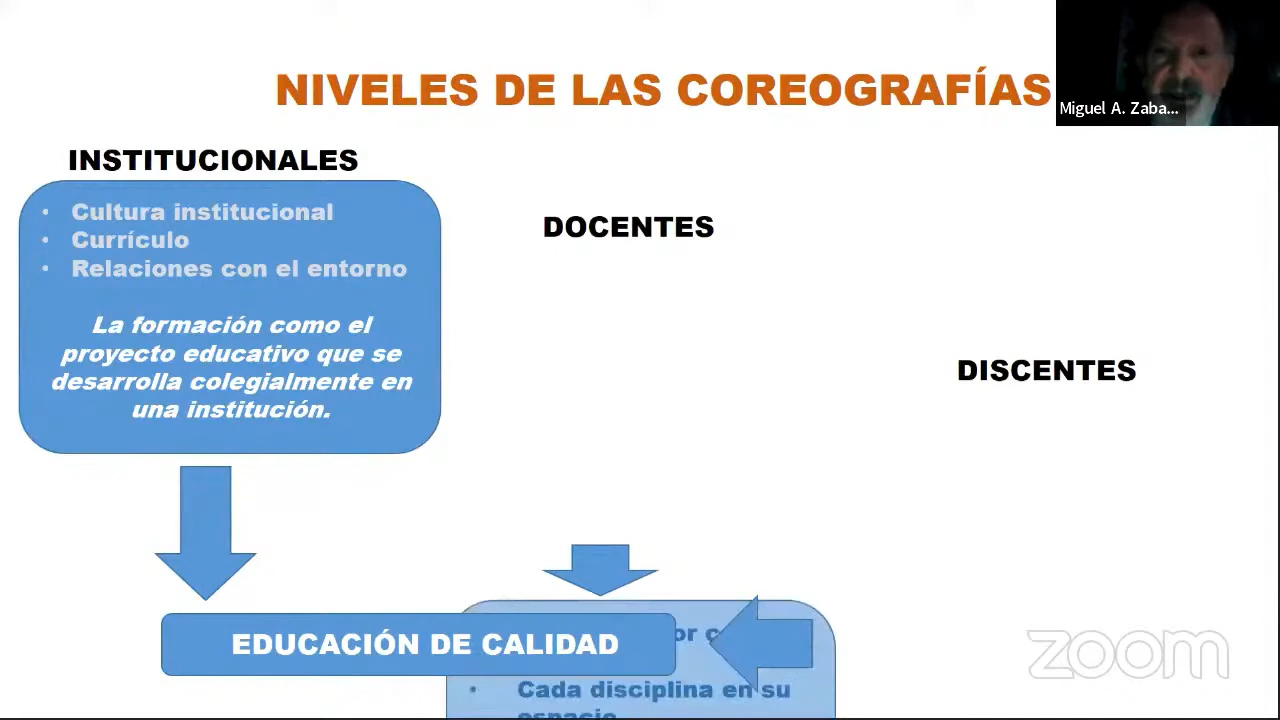 NIVELES DE LAS COREOGRAFÍAS
Miguel A. Zaba...
INSTITUCIONALES
• Cultura institucional
• Currículo
• Relaciones con el entorno
La formación como el
proyecto educativo que se
desarrolla colegialmente en
una institución.
DOCENTES
DISCENTES
EDUCACIÓN DE CALIDAD
• Cada disciplina en su
espacio
zoom